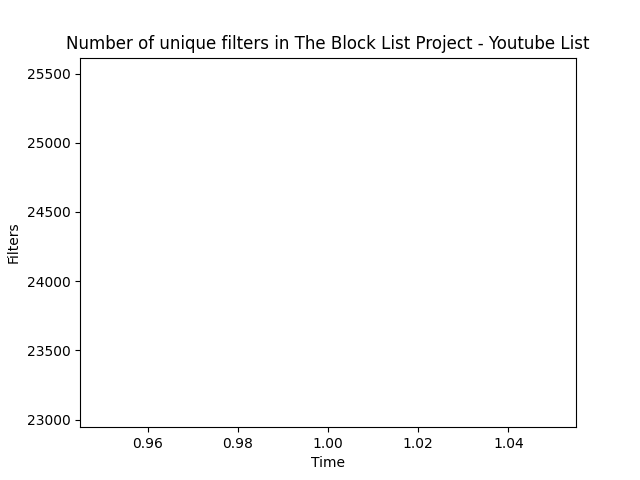 Number of unique filters in The Block List Project - Youtube List
25500
25000
24500
24000
23500
23000
Filters
0.96 0.98 1.00 1.02 1.04
Time